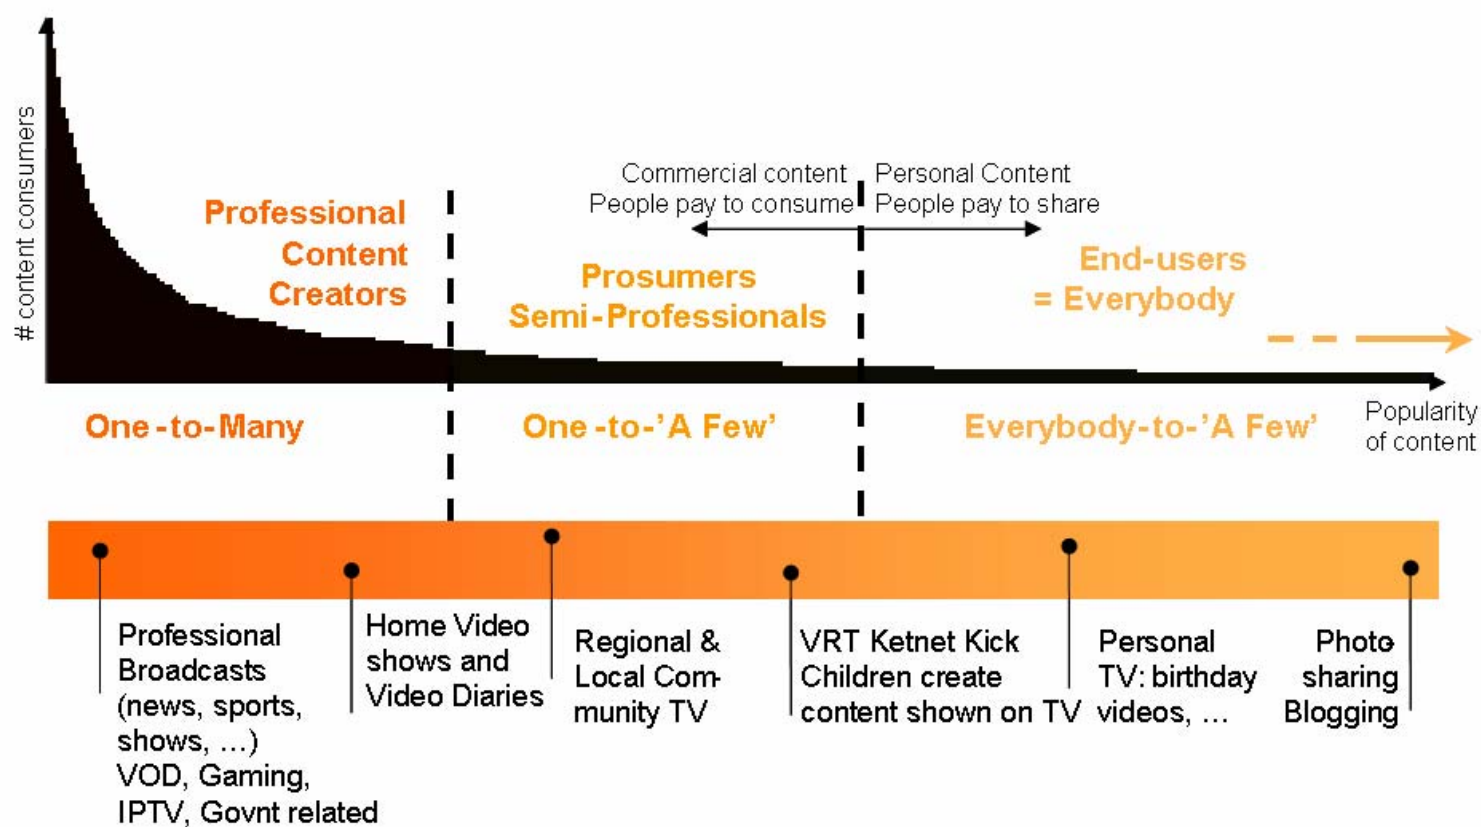 # content consumers
Professional
Content
Creators
Commercial content
People pay to consume
Personal Content
People pay to share
Prosumers
Semi-Professionals
End-users
= Everybody
One-to-Many
One-to-'A Few'
Everybody-to-'A Few'
Popularity
of content
Professional
Broadcasts
(news, sports,
shows, …)
VOD, Gaming,
IPTV, Govnt related
Home Video
shows and
Video Diaries
Regional &
Local Com-
munity TV
VRT Ketnet Kick
Children create
content shown on TV
Personal
TV: birthday
videos, …
Photo-
sharing
Blogging